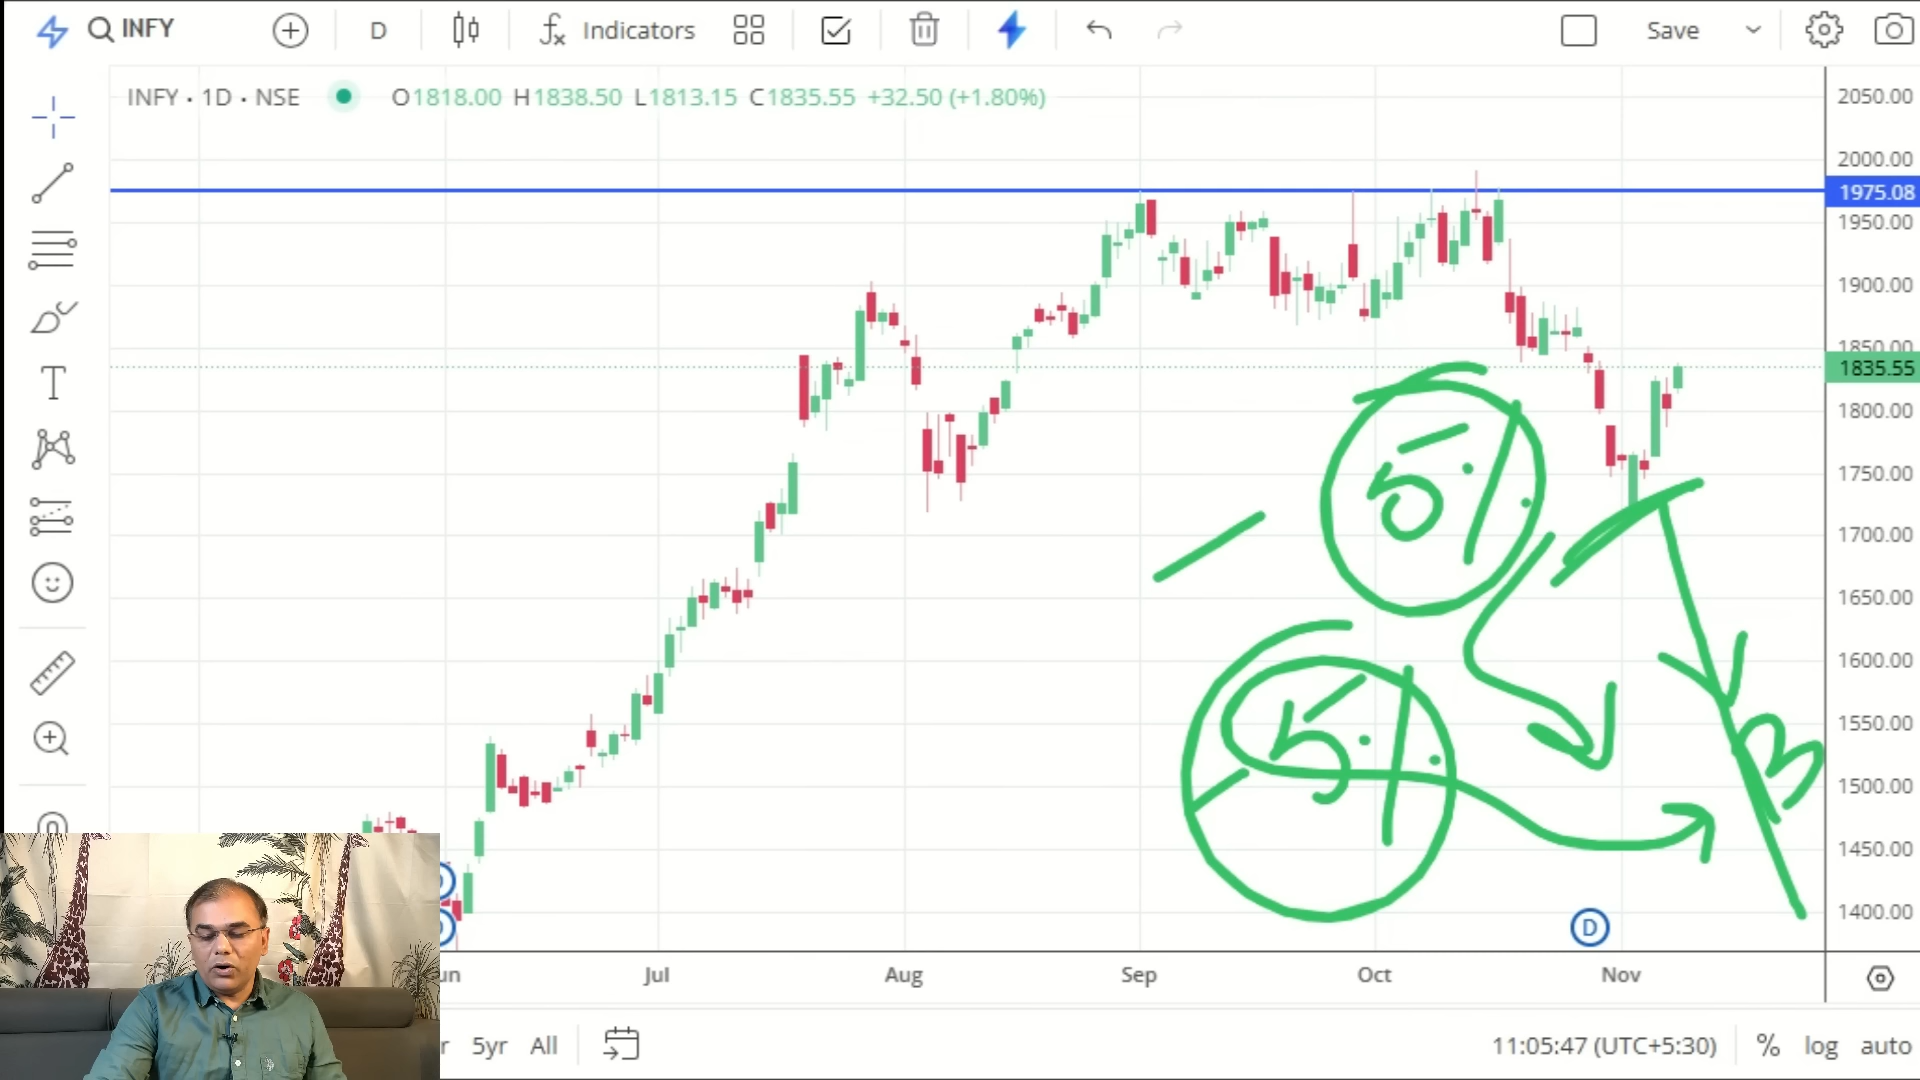 INFY
D
Indicators
Save
INFY · 1D · NSE
O1818.00 H1838.50 L1813.15 C1835.55 +32.50 (+1.80%)
2050.00
2000.00
1975.08
1950.00
1900.00
1850.00
1835.55
1800.00
1750.00
1700.00
1650.00
1600.00
1550.00
1500.00
1450.00
1400.00
5%
5%
B
D
un
Jul
Aug
Sep
Oct
Nov
r
5yr
All
11:05:47 (UTC+5:30)
%
log
auto